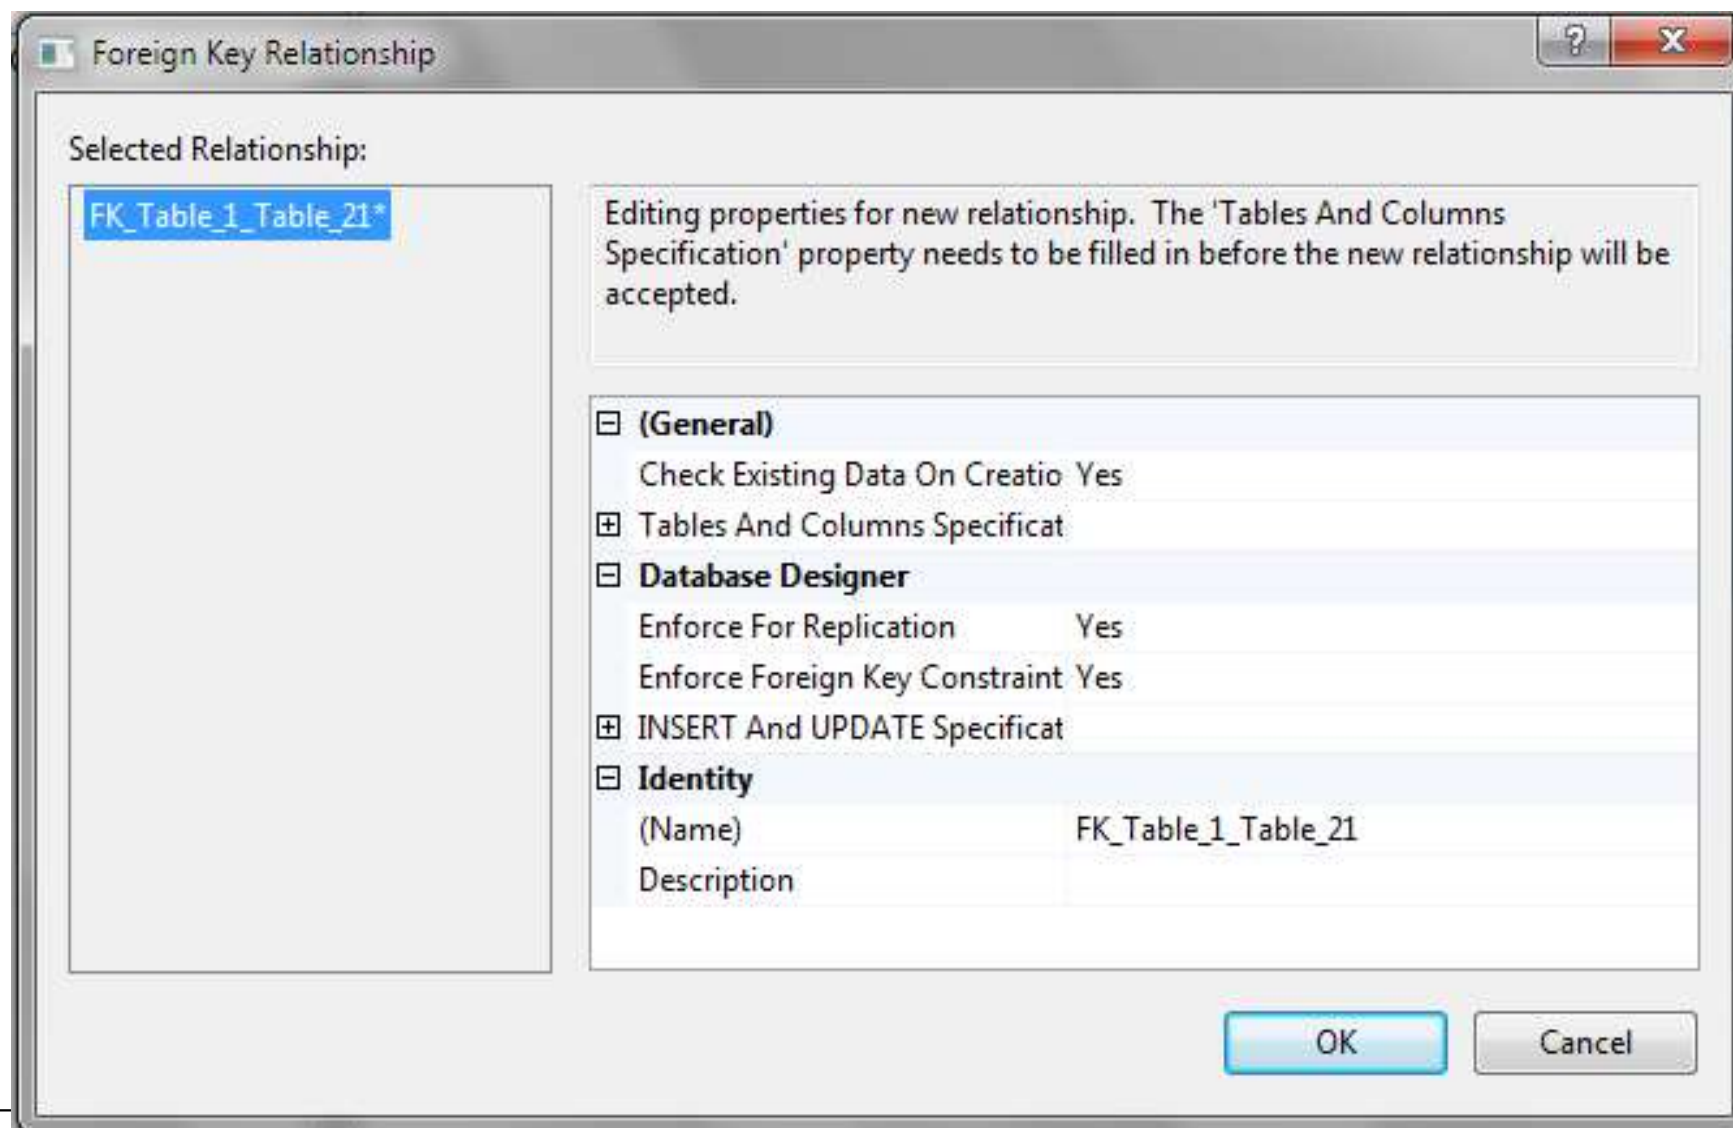 Foreign Key Relationship
?
Selected Relationship:
FK_Table_1_Table_21*
Editing properties for new relationship. The 'Tables And Columns
Specification' property needs to be filled in before the new relationship will be
accepted.
(General)
Check Existing Data On Creatio Yes
Tables And Columns Specificat
Database Designer
Enforce For Replication Yes
Enforce Foreign Key Constraint Yes
INSERT And UPDATE Specificat
Identity
(Name) FK_Table_1_Table_21
Description
OK Cancel